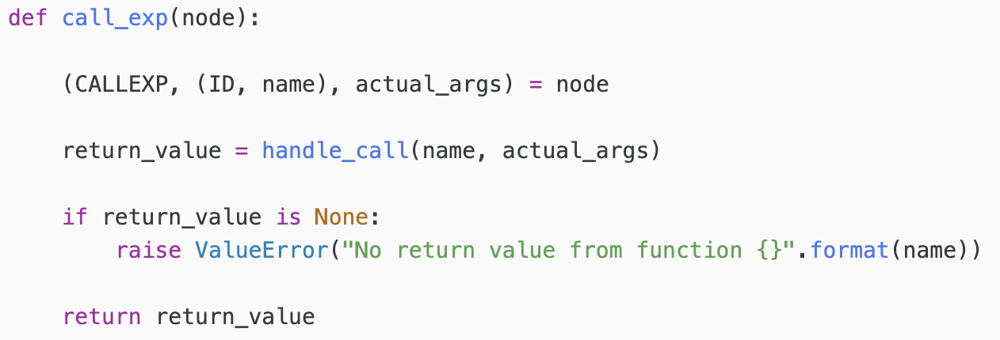 def call_exp(node):
    (CALLEXP, (ID, name), actual_args) = node
    return_value = handle_call(name, actual_args)
    if return_value is None:
        raise ValueError("No return value from function {}".format(name))
    return return_value